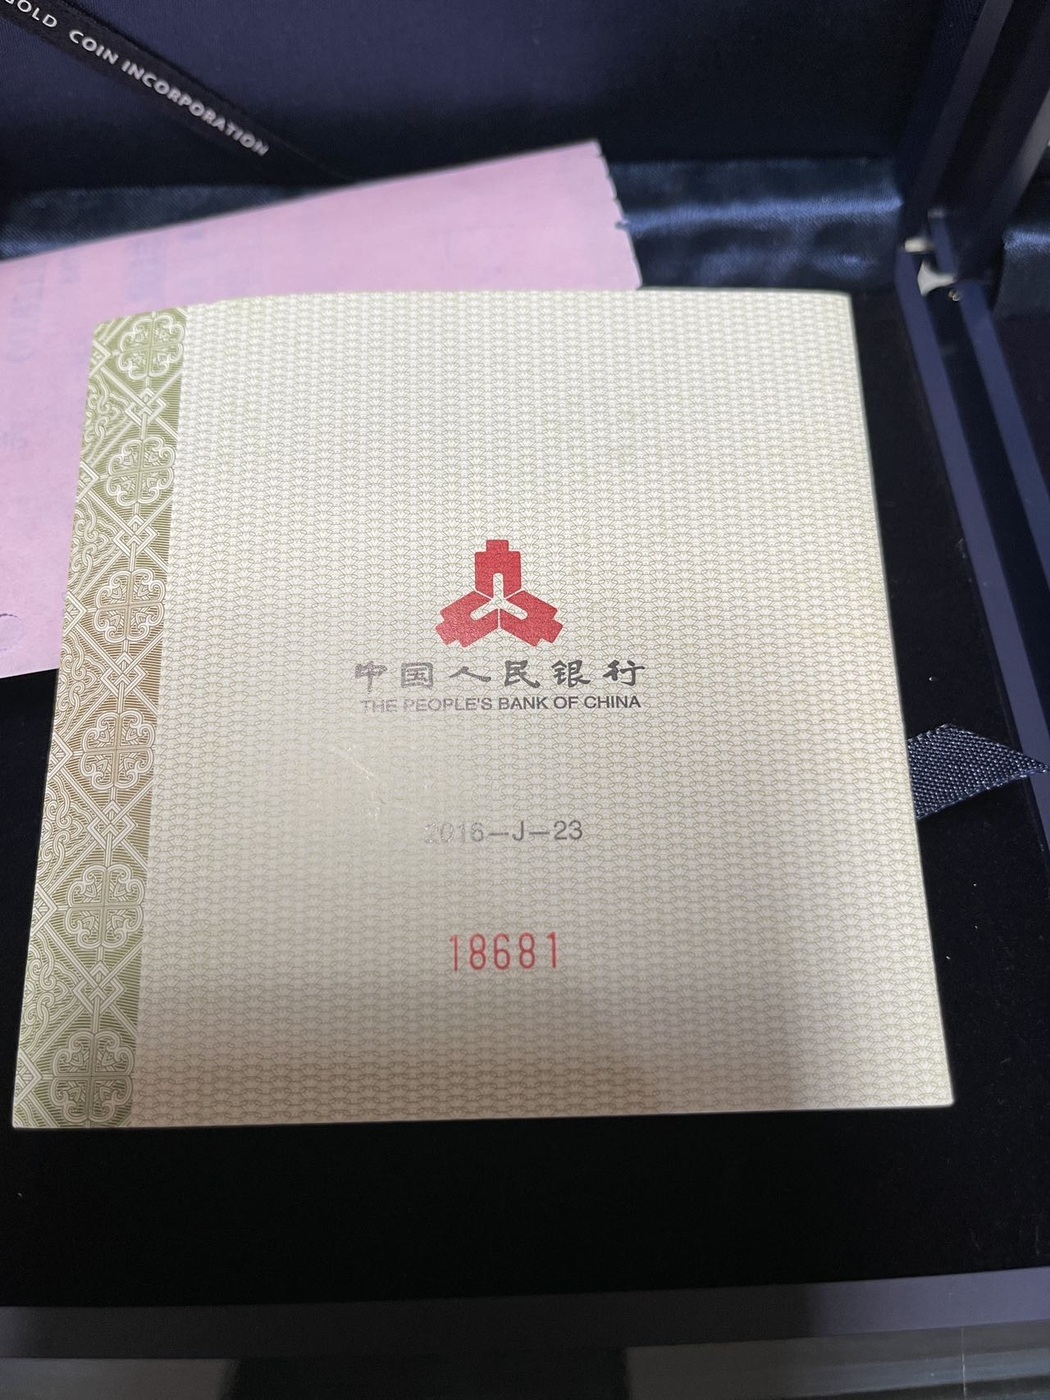 GOLD COIN INCORPORATION
中国人民银行
THE PEOPLE'S BANK OF CHINA
2016—J—23
18681